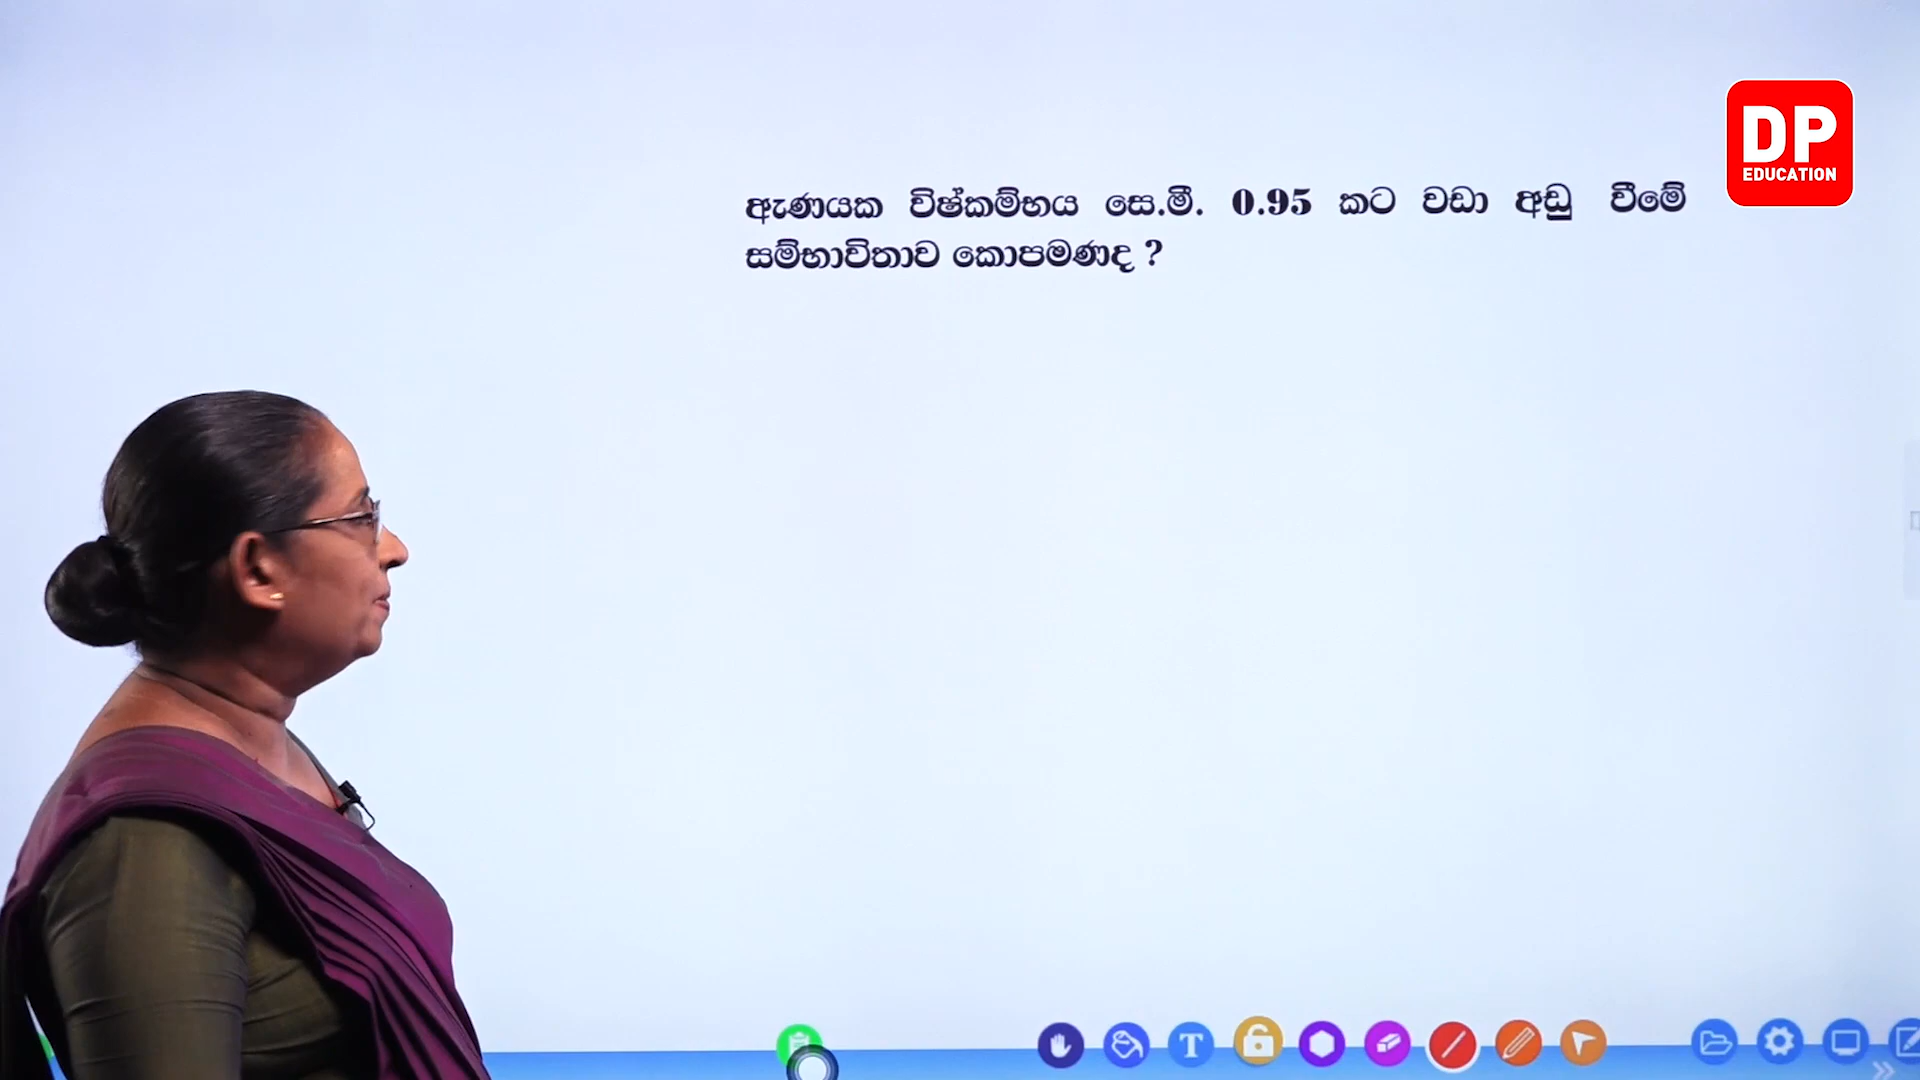 DP
EDUCATION
ඇණයක විෂ්කම්භය සෙ.මී. 0.95 කට වඩා අඩු වීමේ
සම්භාවිතාව කොපමණද ?
T